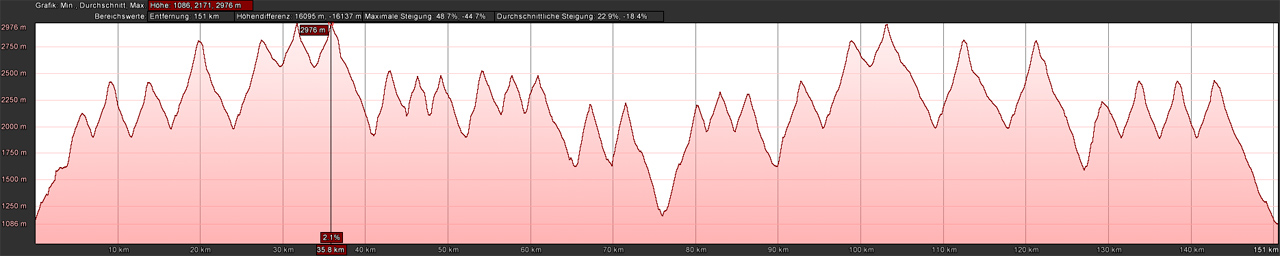 Grafik: Min., Durchschnitt, Max. Höhe: 1086, 2171, 2976 m
Bereichswerte: Entfernung: 151 km Höhendifferenz: 16095 m, -16137 m Maximale Steigung: 48.7%, -44.7% Durchschnittliche Steigung: 22.9%, -18.4%
2976 m
2976 m
2750 m
2500 m
2250 m
2000 m
1750 m
1500 m
1250 m
1086 m
2.1%
10 km 20 km 30 km 35.8 km 40 km 50 km 60 km 70 km 80 km 90 km 100 km 110 km 120 km 130 km 140 km 151 km